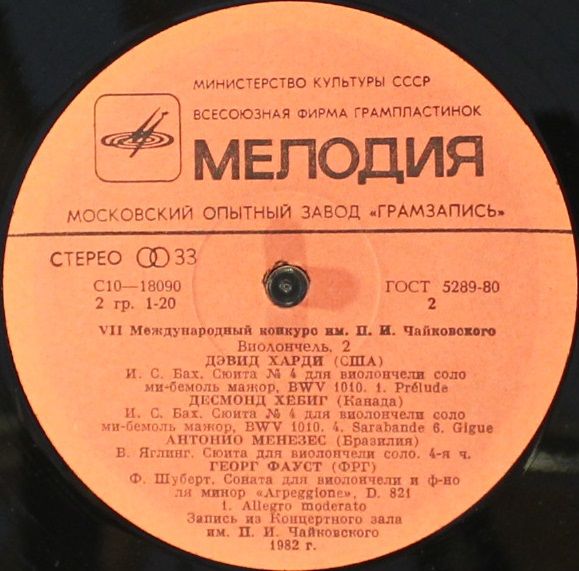 МИНИСТЕРСТВО КУЛЬТУРЫ СССР
ВСЕСОЮЗНАЯ ФИРМА ГРАМПЛАСТИНОК
МЕЛОДИЯ
МОСКОВСКИЙ ОПЫТНЫЙ ЗАВОД «ГРАМЗАПИСЬ»
СТЕРЕО 33
С10—18090 ГОСТ 5289-80
2 гр. 1-20 2
VII Международный конкурс им. П. И. Чайковского
Виолончель, 2
ДЭВИД ХАРДИ (США)
И. С. Бах. Сюита № 4 для виолончели соло
ми-бемоль мажор, BWV 1010. 1. Prélude
ДЕСМОНД ХЁБИГ (Канада)
И. С. Бах. Сюита № 4 для виолончели соло
ми-бемоль мажор, BWV 1010. 4. Sarabande 6. Gigue
АНТОНИО МЕНЕЗЕС (Бразилия)
В. Яглинг. Сюита для виолончели соло. 4-я ч.
ГЕОРГ ФАУСТ (ФРГ)
Ф. Шуберт. Соната для виолончели и ф-но
ля минор «Arpeggione», D. 821
1. Allegro moderato
Запись из Концертного зала
им. П. И. Чайковского
1982 г.